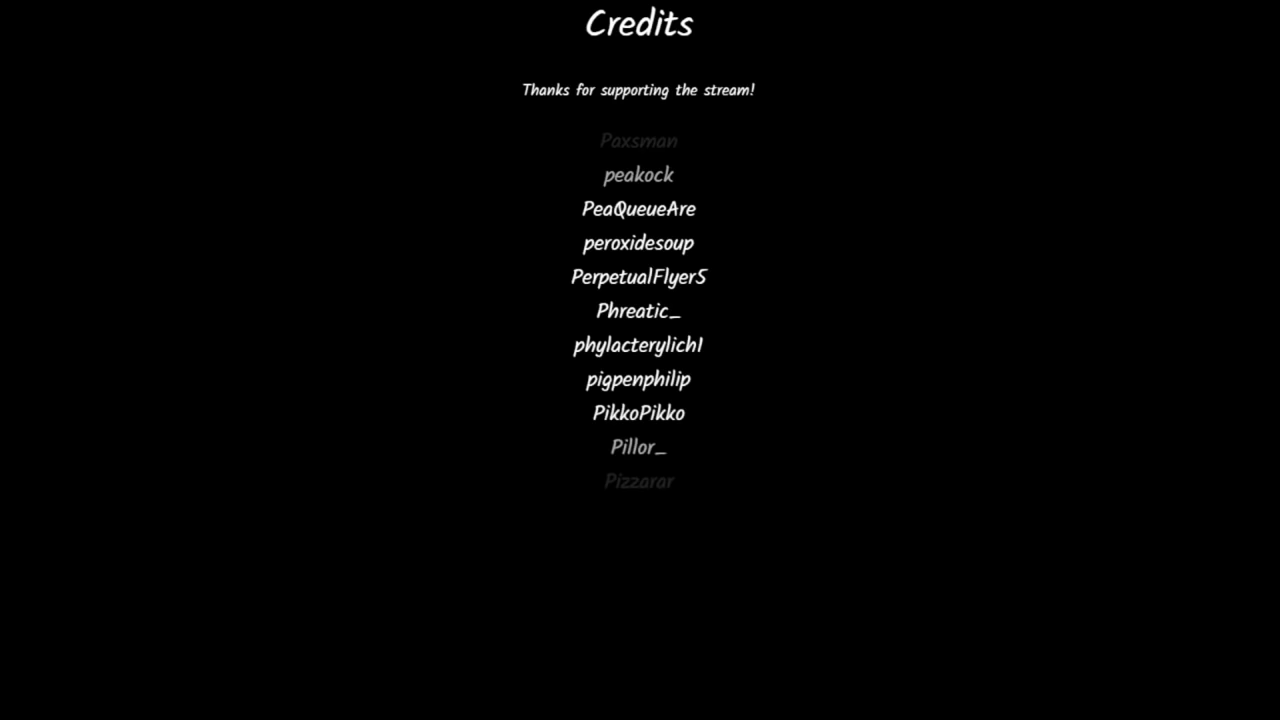 Credits
Thanks for supporting the stream!
Paxsman
peakock
PeaQueueAre
peroxidesoup
PerpetualFlyer5
Phreatic_
phylacterylich1
pigpenphilip
PikkoPikko
Pillor_
Pizzarar